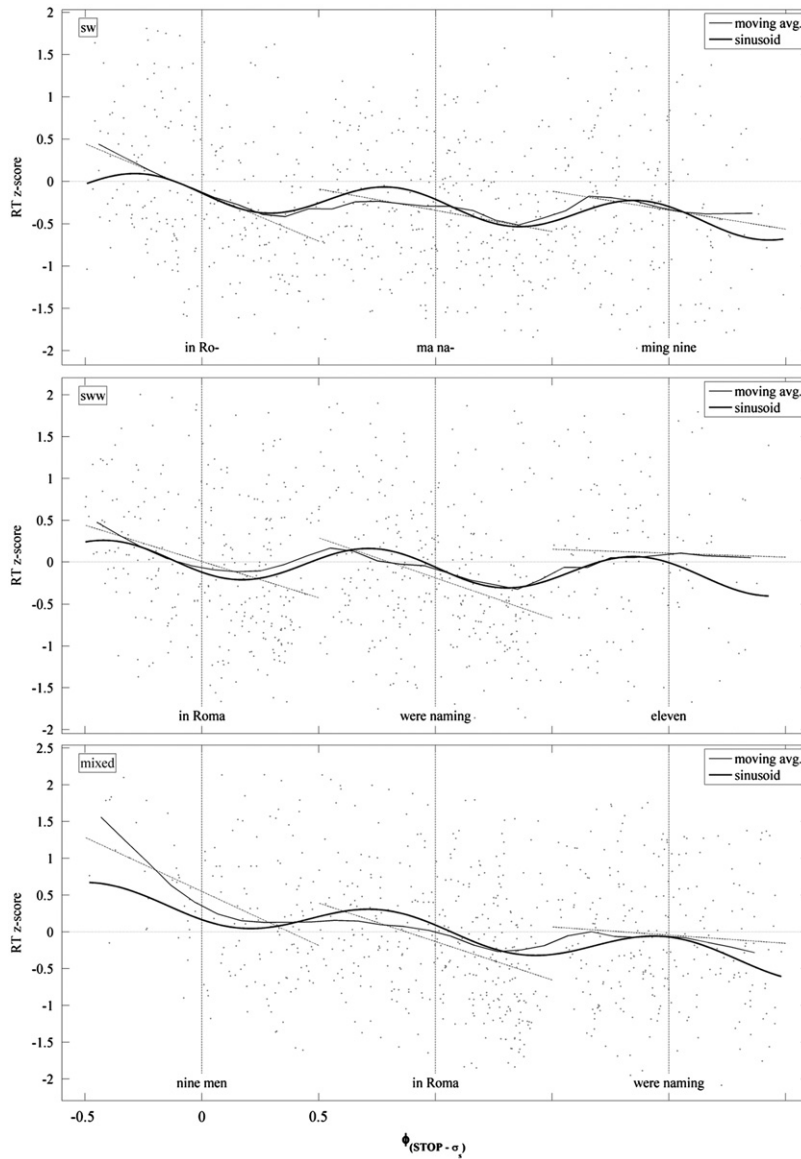 sw
moving avg.
sinusoid
RT z-score
2
1.5
1
0.5
0
-0.5
-1
-1.5
-2
in Ro-
ma na-
ming nine
sww
moving avg.
sinusoid
RT z-score
2
1.5
1
0.5
0
-0.5
-1
-1.5
-2
in Roma
were naming
eleven
mixed
moving avg.
sinusoid
RT z-score
2.5
2
1.5
1
0.5
0
-0.5
-1
-1.5
-2
nine men
in Roma
were naming
-0.5 0 0.5
ϕ(STOP - σs)